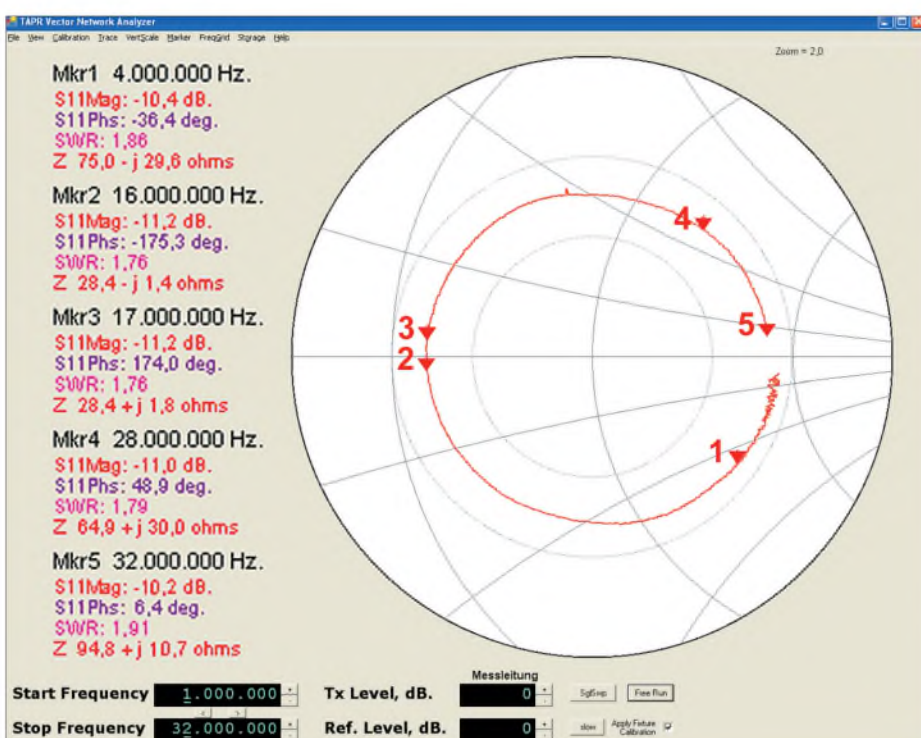 TAPR Vector Network Analyzer
File View Calibration Trace VertScale Marker FreqGrid Storage Help
Zoom = 2,0
Mkr1 4.000.000 Hz.
S11Mag: -10,4 dB.
S11Phs: -36,4 deg.
SWR: 1,86
Z 75,0 - j 29,6 ohms
Mkr2 16.000.000 Hz.
S11Mag: -11,2 dB.
S11Phs: -175,3 deg.
SWR: 1,76
Z 28,4 - j 1,4 ohms
Mkr3 17.000.000 Hz.
S11Mag: -11,2 dB.
S11Phs: 174,0 deg.
SWR: 1,76
Z 28,4 + j 1,8 ohms
Mkr4 28.000.000 Hz.
S11Mag: -11,0 dB.
S11Phs: 48,9 deg.
SWR: 1,79
Z 64,9 + j 30,0 ohms
Mkr5 32.000.000 Hz.
S11Mag: -10,2 dB.
S11Phs: 6,4 deg.
SWR: 1,91
Z 94,8 + j 10,7 ohms
4
5
3
2
1
Messleitung
Start Frequency 1.000.000 Tx Level, dB. 0 SglSwp Free Run
Stop Frequency 32.000.000 Ref. Level, dB. 0 slow Apply Fixture Calibration